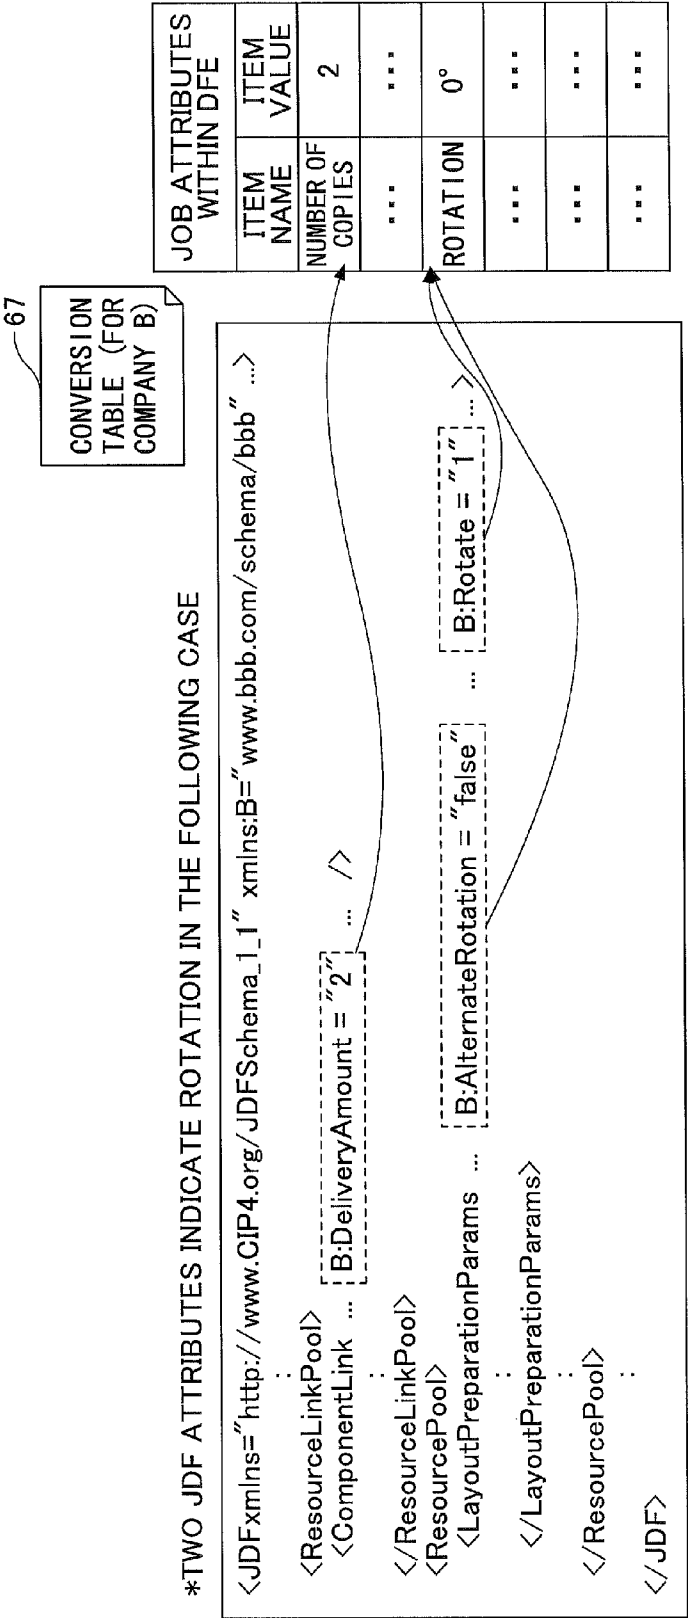 *TWO JDF ATTRIBUTES INDICATE ROTATION IN THE FOLLOWING CASE
67
CONVERSION
TABLE (FOR
COMPANY B)
<JDFxmlns="http://www.CIP4.org/JDFSchema_1_1" xmlns:B="www.bbb.com/schema/bbb" ...>
:
<ResourceLinkPool>
<ComponentLink ... B:DeliveryAmount = "2" ... />
:
</ResourceLinkPool>
<ResourcePool>
<LayoutPreparationParams ... B:AlternateRotation = "false" ... B:Rotate = "1" ...>
:
</LayoutPreparationParams>
:
</ResourcePool>
:
</JDF>
JOB ATTRIBUTES
WITHIN DFE
ITEM
NAME
ITEM
VALUE
NUMBER OF
COPIES
2
...
...
ROTATION
0°
...
...
...
...
...
...